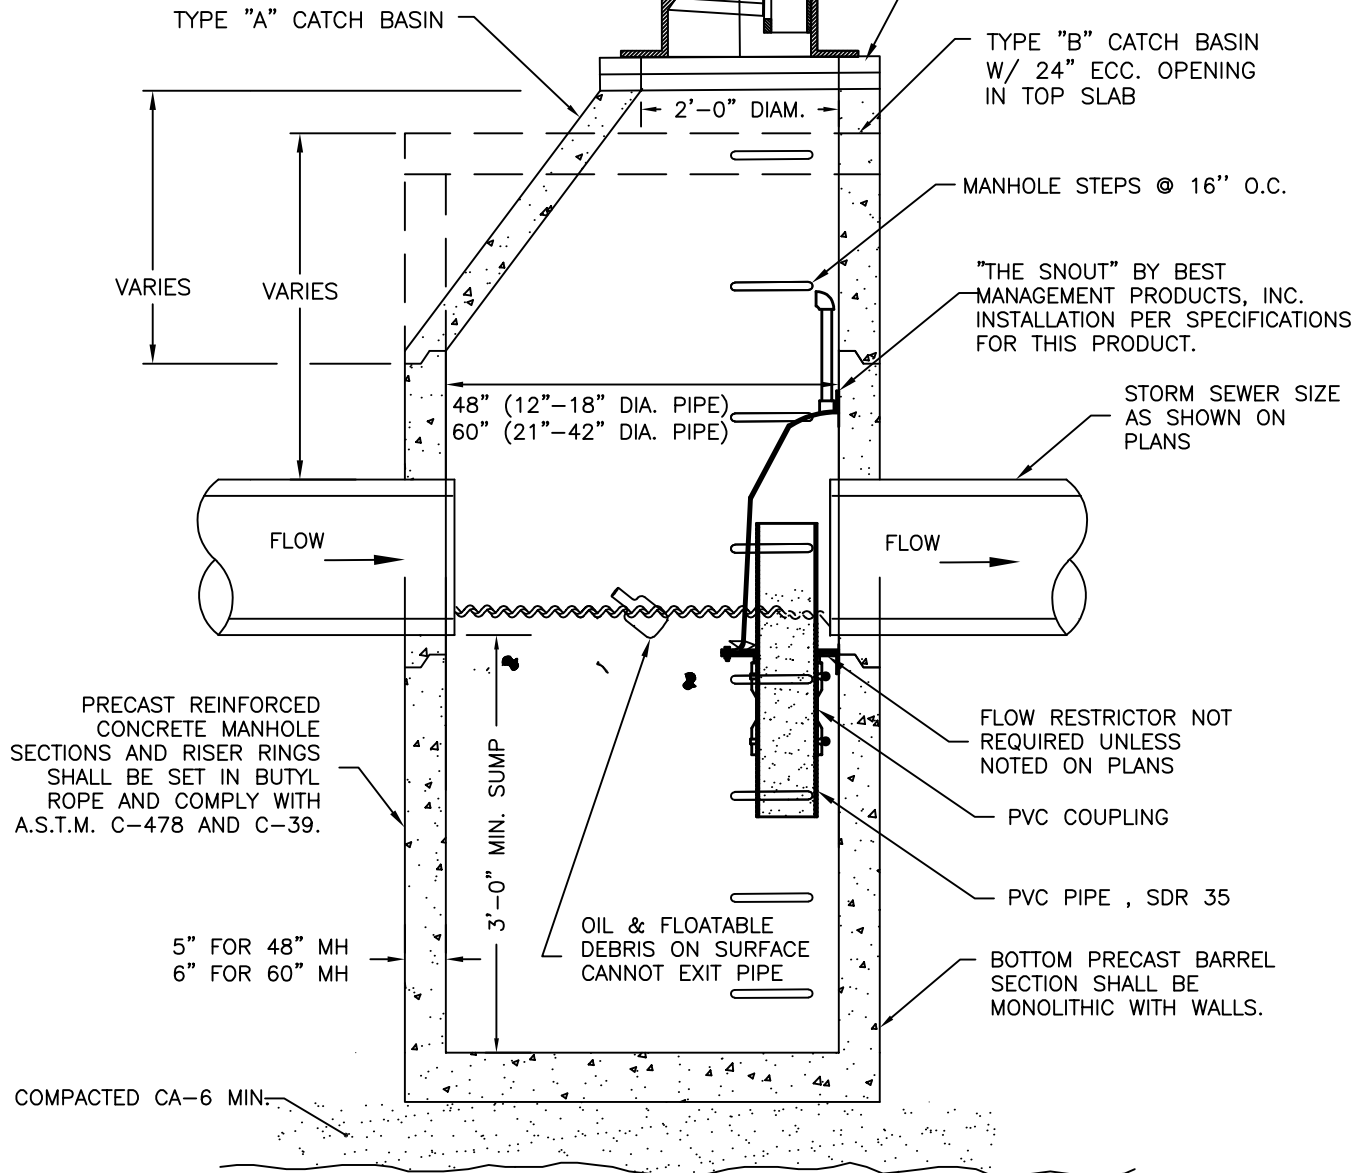 TYPE "A" CATCH BASIN
TYPE "B" CATCH BASIN
W/ 24" ECC. OPENING
IN TOP SLAB
2'-0" DIAM.
MANHOLE STEPS @ 16'' O.C.
VARIES
VARIES
"THE SNOUT" BY BEST
MANAGEMENT PRODUCTS, INC.
INSTALLATION PER SPECIFICATIONS
FOR THIS PRODUCT.
48" (12"-18" DIA. PIPE)
60" (21"-42" DIA. PIPE)
STORM SEWER SIZE
AS SHOWN ON
PLANS
FLOW
FLOW
PRECAST REINFORCED
CONCRETE MANHOLE
SECTIONS AND RISER RINGS
SHALL BE SET IN BUTYL
ROPE AND COMPLY WITH
A.S.T.M. C-478 AND C-39.
3'-0" MIN. SUMP
FLOW RESTRICTOR NOT
REQUIRED UNLESS
NOTED ON PLANS
PVC COUPLING
PVC PIPE , SDR 35
OIL & FLOATABLE
DEBRIS ON SURFACE
CANNOT EXIT PIPE
5" FOR 48" MH
6" FOR 60" MH
BOTTOM PRECAST BARREL
SECTION SHALL BE
MONOLITHIC WITH WALLS.
COMPACTED CA-6 MIN.